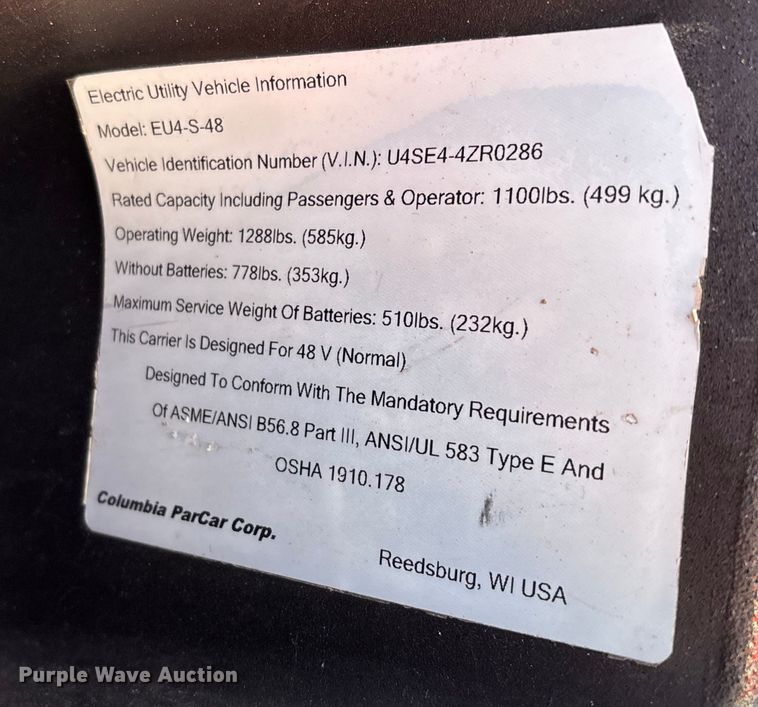 Electric Utility Vehicle Information
Model: EU4-S-48
Vehicle Identification Number (V.I.N.): U4SE4-4ZR0286
Rated Capacity Including Passengers & Operator: 1100lbs. (499 kg.)
Operating Weight: 1288lbs. (585kg.)
Without Batteries: 778lbs. (353kg.)
Maximum Service Weight Of Batteries: 510lbs. (232kg.)
This Carrier Is Designed For 48 V (Normal)
Designed To Conform With The Mandatory Requirements
Of ASME/ANSI B56.8 Part III, ANSI/UL 583 Type E And
OSHA 1910.178
Columbia ParCar Corp.
Reedsburg, WI USA
Purple Wave Auction